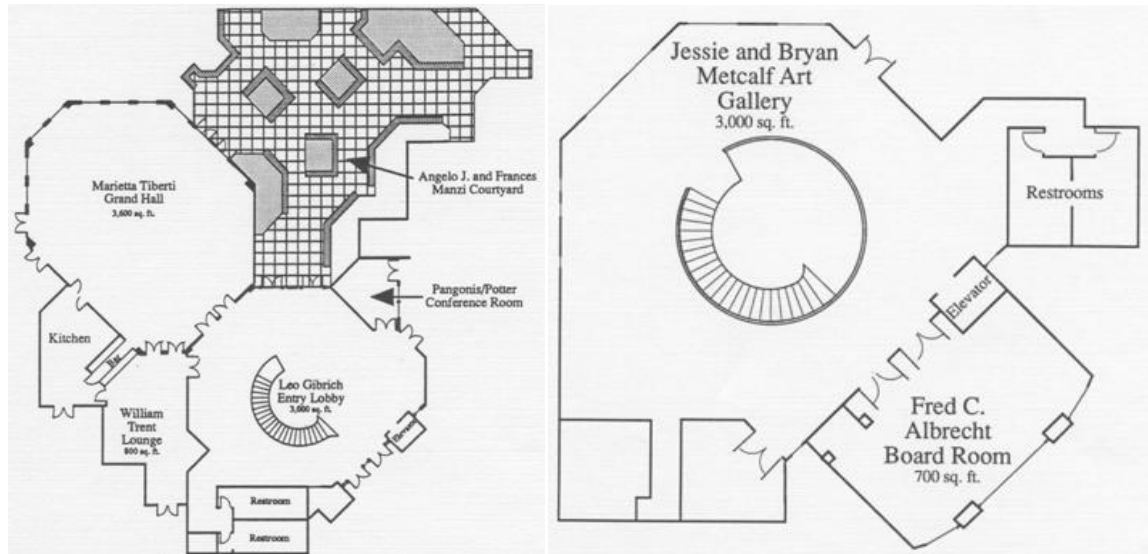 Marietta Tiberti
Grand Hall
3,600 sq. ft.
Angelo J. and Frances
Manzi Courtyard
Pangonis/Potter
Conference Room
Kitchen
Bar
Leo Gibrich
Entry Lobby
3,000 sq. ft.
William
Trent
Lounge
800 sq. ft.
Elevator
Restroom
Restroom
Jessie and Bryan
Metcalf Art
Gallery
3,000 sq. ft.
Restrooms
Elevator
Fred C.
Albrecht
Board Room
700 sq. ft.